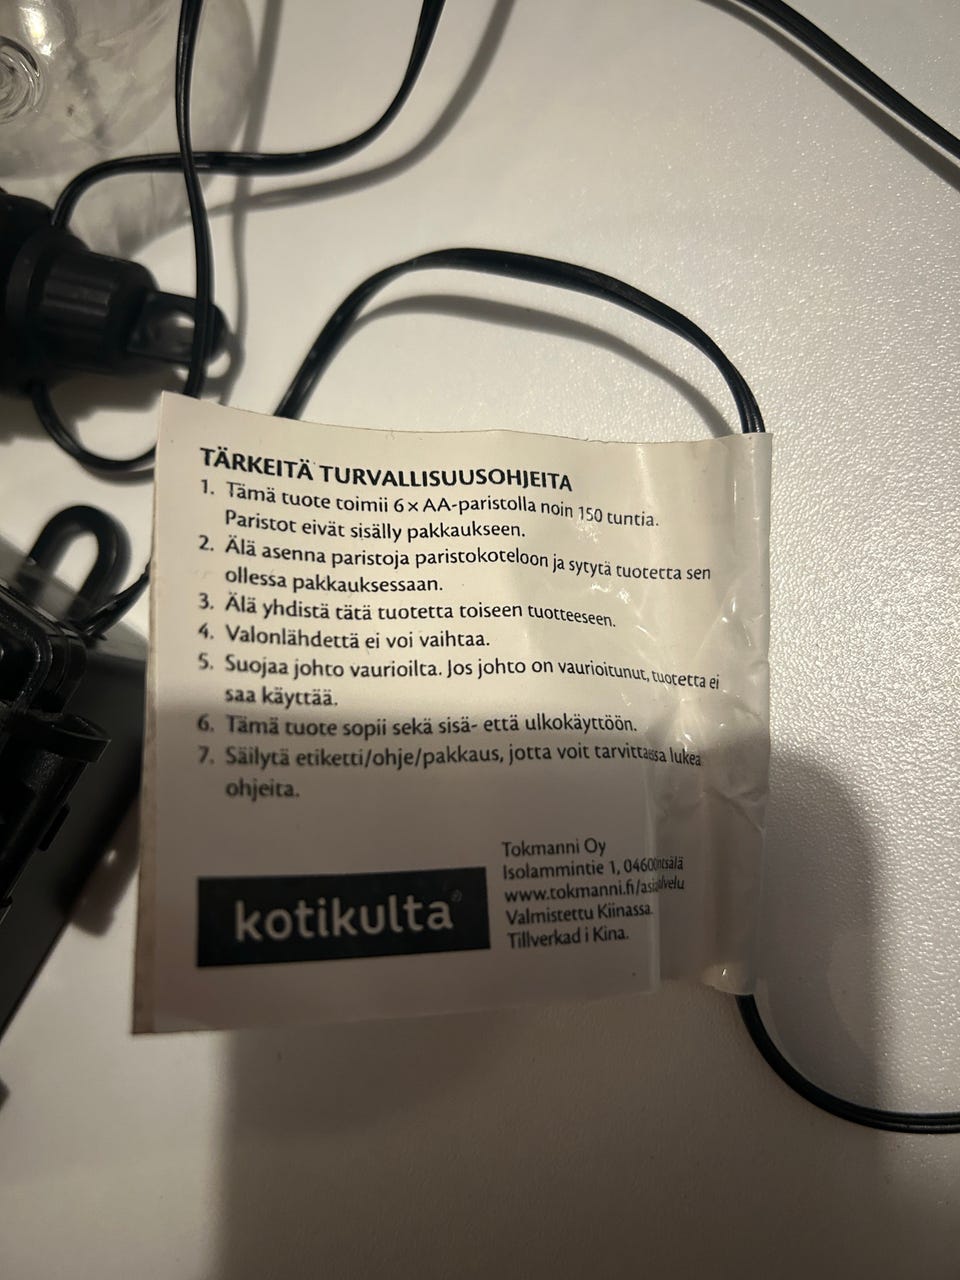 TÄRKEITÄ TURVALLISUUSOHJEITA
1. Tämä tuote toimii 6 × AA-paristolla noin 150 tuntia.
Paristot eivät sisälly pakkaukseen.
2. Älä asenna paristoja paristokoteloon ja sytytä tuotetta sen
ollessa pakkauksessaan.
3. Älä yhdistä tätä tuotetta toiseen tuotteeseen.
4. Valonlähdettä ei voi vaihtaa.
5. Suojaa johto vaurioilta. Jos johto on vaurioitunut, tuotetta ei
saa käyttää.
6. Tämä tuote sopii sekä sisä- että ulkokäyttöön.
7. Säilytä etiketti/ohje/pakkaus, jotta voit tarvittaessa lukea
ohjeita.
kotikulta®
Tokmanni Oy
Isolammintie 1, 04600
www.tokmanni.fi/
Valmistettu Kiinassa.
Tillverkad i Kina.